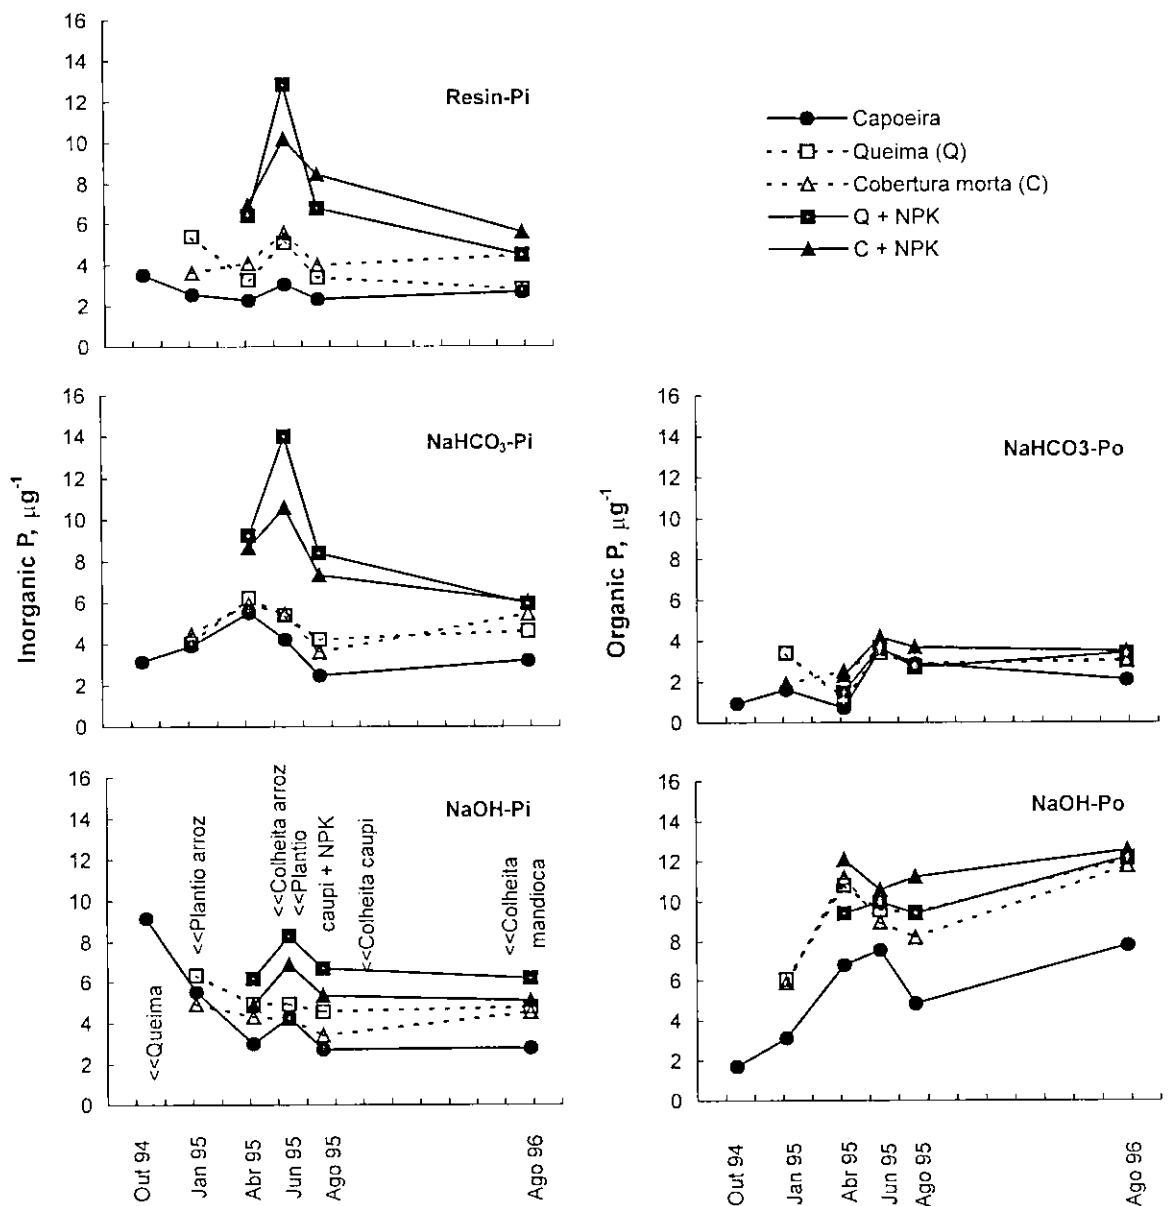 16
14
12
10
8
6
4
2
0
Resin-Pi
Capoeira
Queima (Q)
Cobertura morta (C)
Q + NPK
C + NPK
Inorganic P, µg-1
16
14
12
10
8
6
4
2
0
NaHCO3-Pi
Organic P, µg-1
16
14
12
10
8
6
4
2
0
NaHCO3-Po
16
14
12
10
8
6
4
2
0
NaOH-Pi
<<Queima
<<Plantio arroz
<<Colheita arroz
<<Plantio
caupi + NPK
<<Colheita caupi
<<Colheita
mandioca
Out 94
Jan 95
Abr 95
Jun 95
Ago 95
Ago 96
16
14
12
10
8
6
4
2
0
NaOH-Po
Out 94
Jan 95
Abr 95
Jun 95
Ago 95
Ago 96